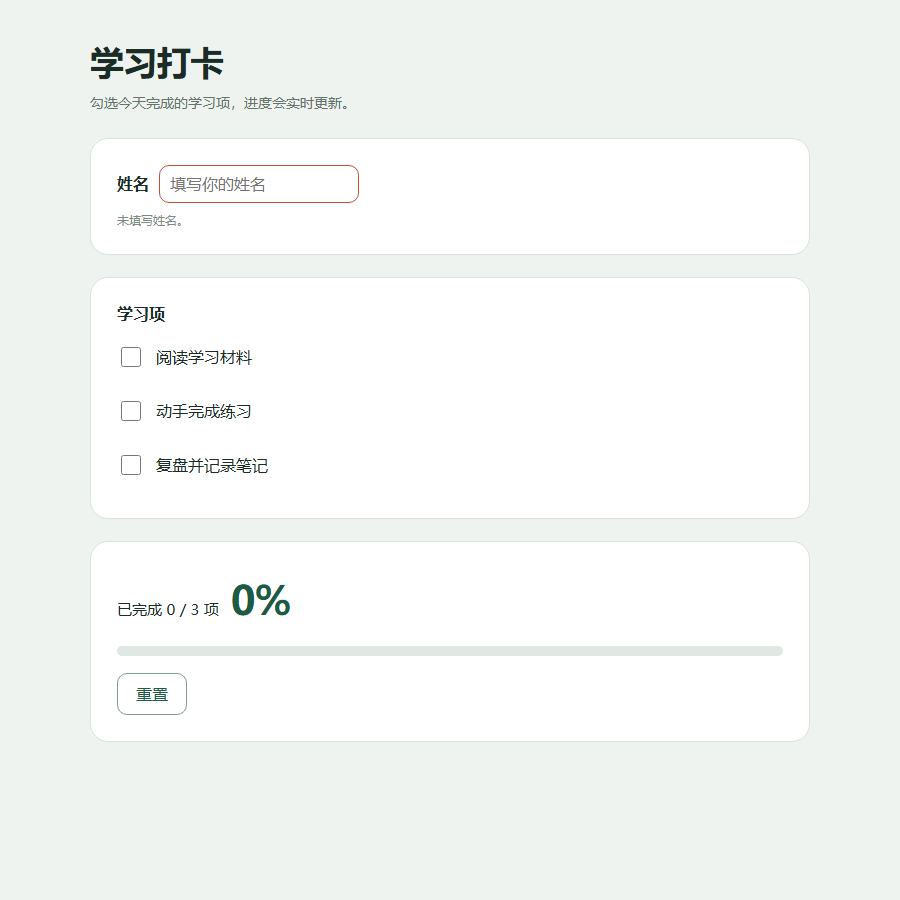 学习打卡
勾选今天完成的学习项，进度会实时更新。
姓名 填写你的姓名
未填写姓名。
学习项
阅读学习材料
动手完成练习
复盘并记录笔记
已完成 0 / 3 项 0%
重置